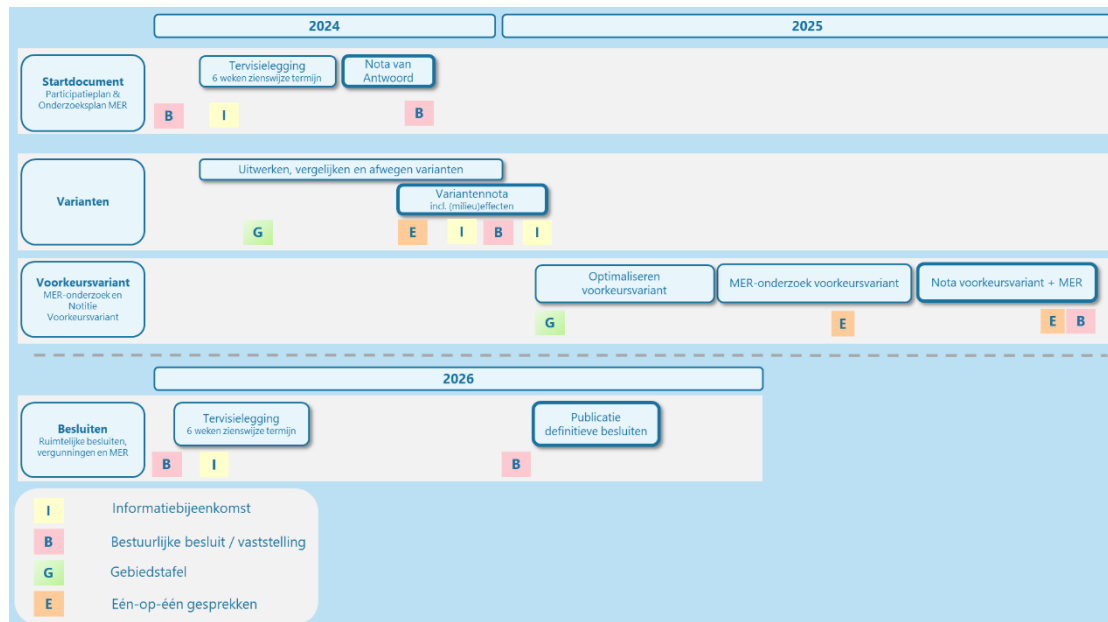 2024
2025
Startdocument
Participatieplan &
Onderzoeksplan MER
Tervisielegging
6 weken zienswijze termijn
Nota van
Antwoord
B
I
B
Varianten
Uitwerken, vergelijken en afwegen varianten
Variantennota
incl. (milieu)effecten
G
E
I
B
I
Voorkeursvariant
MER-onderzoek en
Notitie
Voorkeursvariant
Optimaliseren
voorkeursvariant
MER-onderzoek voorkeursvariant
Nota voorkeursvariant + MER
G
E
E
B
2026
Besluiten
Ruimtelijke besluiten,
vergunningen en MER
Tervisielegging
6 weken zienswijze termijn
Publicatie
definitieve besluiten
B
I
B
I Informatiebijeenkomst
B Bestuurlijke besluit / vaststelling
G Gebiedstafel
E Eén-op-één gesprekken